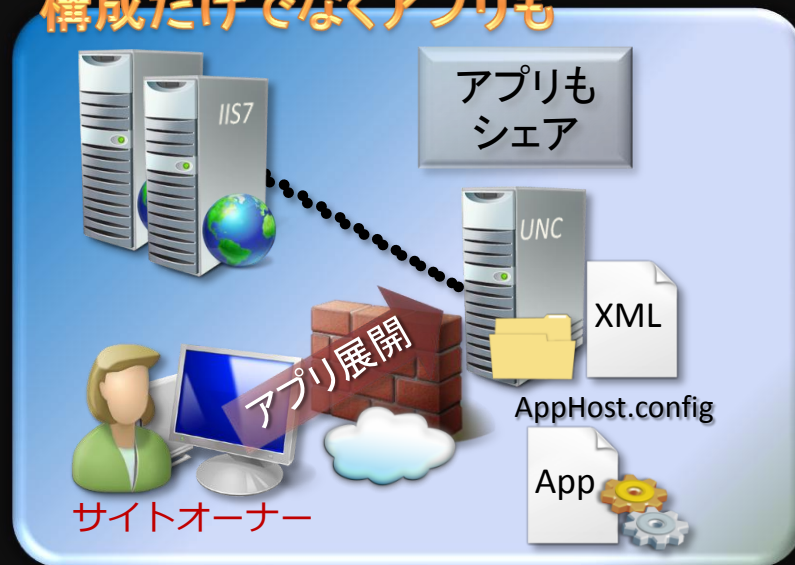 構成だけでなくアプリも
IIS7
アプリも
シェア
UNC
XML
アプリ展開
AppHost.config
App
サイトオーナー